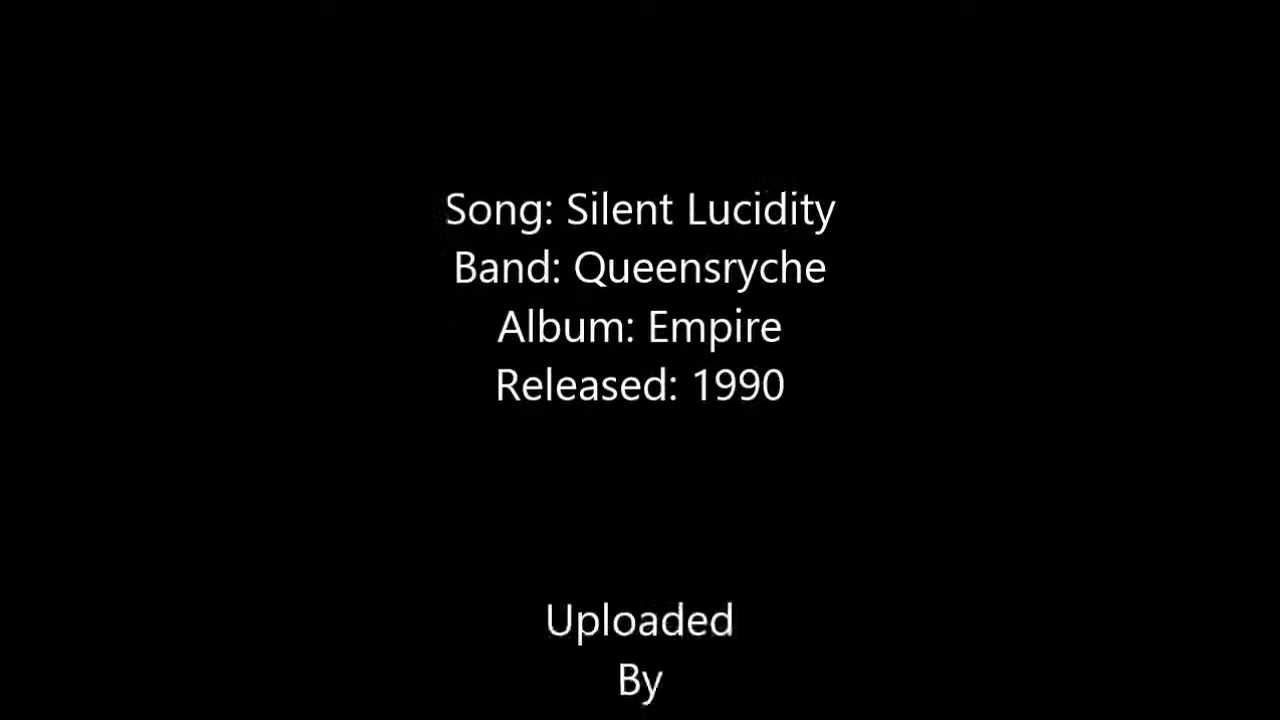 Song: Silent Lucidity
Band: Queensryche
Album: Empire
Released: 1990
Uploaded
By